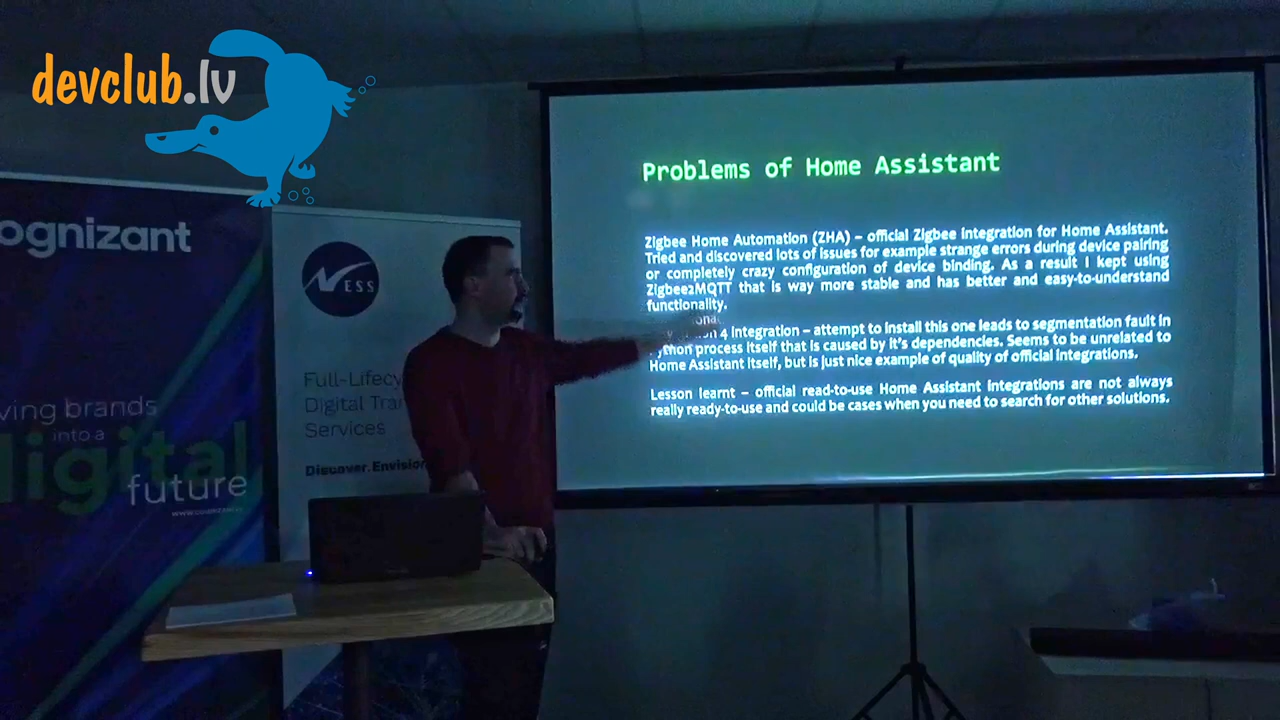 devclub.lv
ognizant
ving brands
into a
digital
future
NESS
Full-Lifecy
Digital Tra
Services
Discover.Envision
Problems of Home Assistant
Zigbee Home Automation (ZHA) – official Zigbee integration for Home Assistant.
Tried and discovered lots of issues for example strange errors during device pairing
or completely crazy configuration of device binding. As a result I kept using
Zigbee2MQTT that is way more stable and has better and easy-to-understand
functionality.
4 integration – attempt to install this one leads to segmentation fault in
Python process itself that is caused by it's dependencies. Seems to be unrelated to
Home Assistant itself, but is just nice example of quality of official integrations.
Lesson learnt – official read-to-use Home Assistant integrations are not always
really ready-to-use and could be cases when you need to search for other solutions.